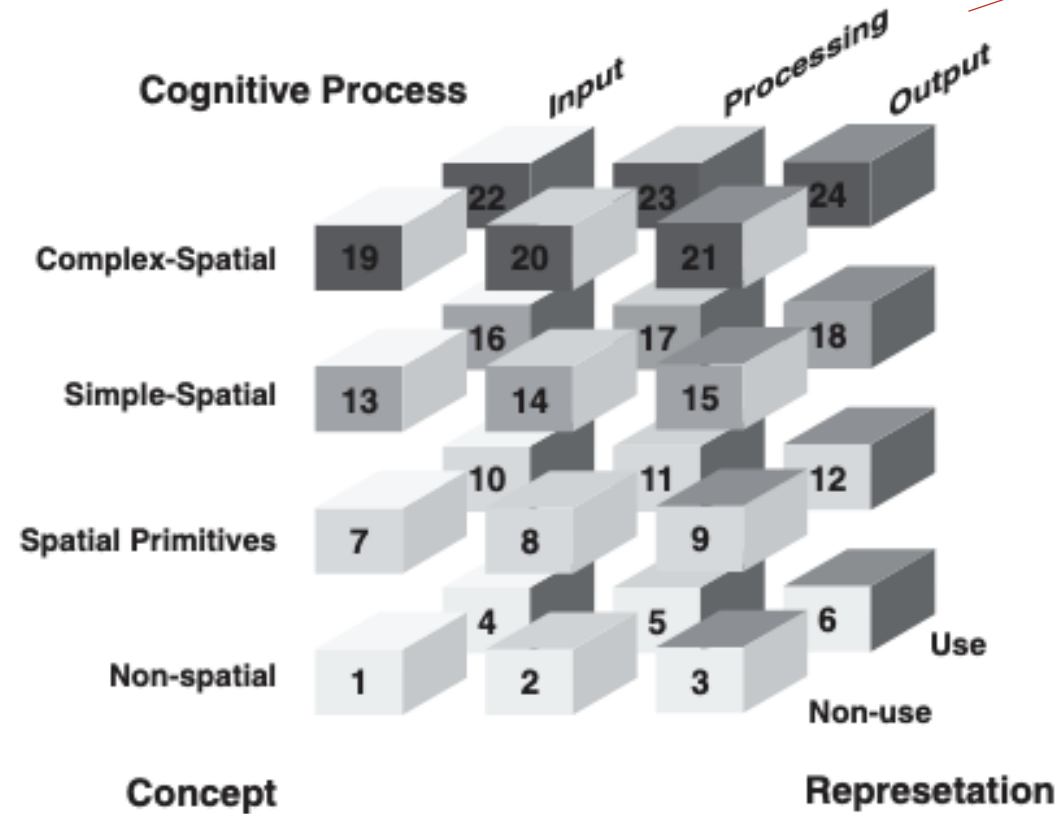 Cognitive Process
Input
Processing
Output
22
23
24
Complex-Spatial
19
20
21
16
17
18
Simple-Spatial
13
14
15
10
11
12
Spatial Primitives
7
8
9
4
5
6
Use
Non-spatial
1
2
3
Non-use
Concept
Represetation